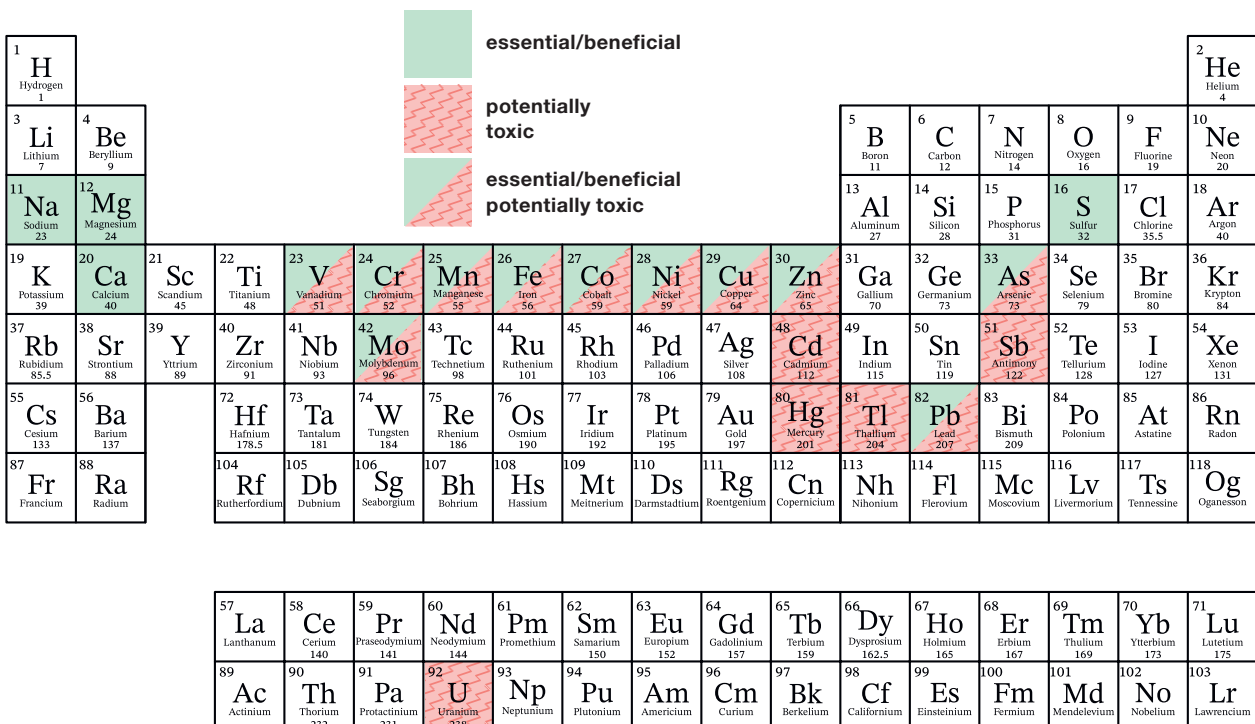 essential/beneficial
potentially
toxic
essential/beneficial
potentially toxic
1 2
H He
Hydrogen Helium
1 4
3 4 5 6 7 8 9 10
Li Be B C N O F Ne
Lithium Beryllium Boron Carbon Nitrogen Oxygen Fluorine Neon
7 9 11 12 14 16 19 20
11 12 13 14 15 16 17 18
Na Mg Al Si P S Cl Ar
Sodium Magnesium Aluminum Silicon Phosphorus Sulfur Chlorine Argon
23 24 27 28 31 32 35.5 40
19 20 21 22 23 24 25 26 27 28 29 30 31 32 33 34 35 36
K Ca Sc Ti V Cr Mn Fe Co Ni Cu Zn Ga Ge As Se Br Kr
Potassium Calcium Scandium Titanium Vanadium Chromium Manganese Iron Cobalt Nickel Copper Zinc Gallium Germanium Arsenic Selenium Bromine Krypton
39 40 45 48 51 52 55 56 59 59 64 65 70 73 73 79 80 84
37 38 39 40 41 42 43 44 45 46 47 48 49 50 51 52 53 54
Rb Sr Y Zr Nb Mo Tc Ru Rh Pd Ag Cd In Sn Sb Te I Xe
Rubidium Strontium Yttrium Zirconium Niobium Molybdenum Technetium Ruthenium Rhodium Palladium Silver Cadmium Indium Tin Antimony Tellurium Iodine Xenon
85.5 88 89 91 93 96 98 101 103 106 108 112 115 119 122 128 127 131
55 56 72 73 74 75 76 77 78 79 80 81 82 83 84 85 86
Cs Ba Hf Ta W Re Os Ir Pt Au Hg Tl Pb Bi Po At Rn
Cesium Barium Hafnium Tantalum Tungsten Rhenium Osmium Iridium Platinum Gold Mercury Thallium Lead Bismuth Polonium Astatine Radon
133 137 178.5 181 184 186 190 192 195 197 201 204 207 209
87 88 104 105 106 107 108 109 110 111 112 113 114 115 116 117 118
Fr Ra Rf Db Sg Bh Hs Mt Ds Rg Cn Nh Fl Mc Lv Ts Og
Francium Radium Rutherfordium Dubnium Seaborgium Bohrium Hassium Meitnerium Darmstadtium Roentgenium Copernicium Nihonium Flerovium Moscovium Livermorium Tennessine Oganesson
57 58 59 60 61 62 63 64 65 66 67 68 69 70 71
La Ce Pr Nd Pm Sm Eu Gd Tb Dy Ho Er Tm Yb Lu
Lanthanum Cerium Praseodymium Neodymium Promethium Samarium Europium Gadolinium Terbium Dysprosium Holmium Erbium Thulium Ytterbium Lutetium
140 141 144 150 152 157 159 162.5 165 167 169 173 175
89 90 91 92 93 94 95 96 97 98 99 100 101 102 103
Ac Th Pa U Np Pu Am Cm Bk Cf Es Fm Md No Lr
Actinium Thorium Protactinium Uranium Neptunium Plutonium Americium Curium Berkelium Californium Einsteinium Fermium Mendelevium Nobelium Lawrencium